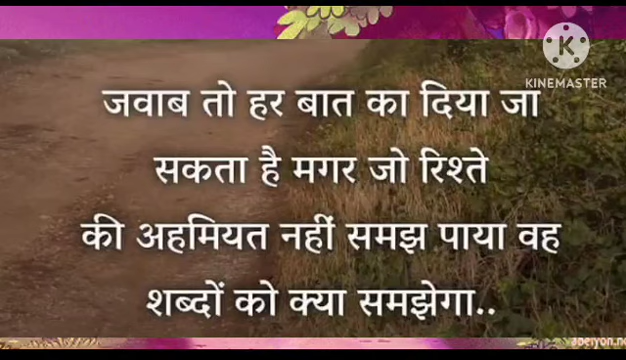 KINEMASTER
जवाब तो हर बात का दिया जा
सकता है मगर जो रिश्ते
की अहमियत नहीं समझ पाया वह
शब्दों को क्या समझेगा..